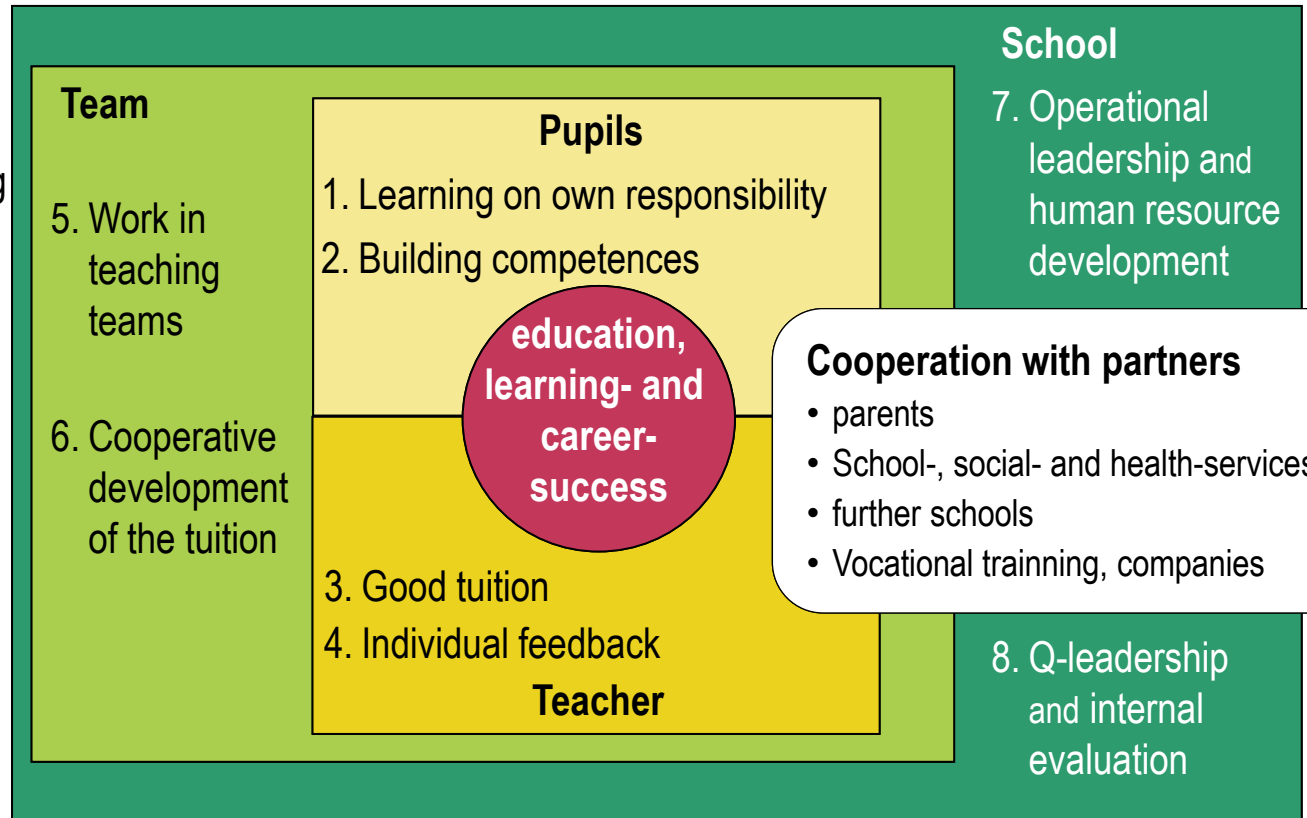 School
7. Operational
leadership and
human resource
development
Team
5. Work in
teaching
teams
6. Cooperative
development
of the tuition
Pupils
1. Learning on own responsibility
2. Building competences
education,
learning- and
career-
success
3. Good tuition
4. Individual feedback
Teacher
Cooperation with partners
• parents
• School-, social- and health-services
• further schools
• Vocational trainning, companies
8. Q-leadership
and internal
evaluation